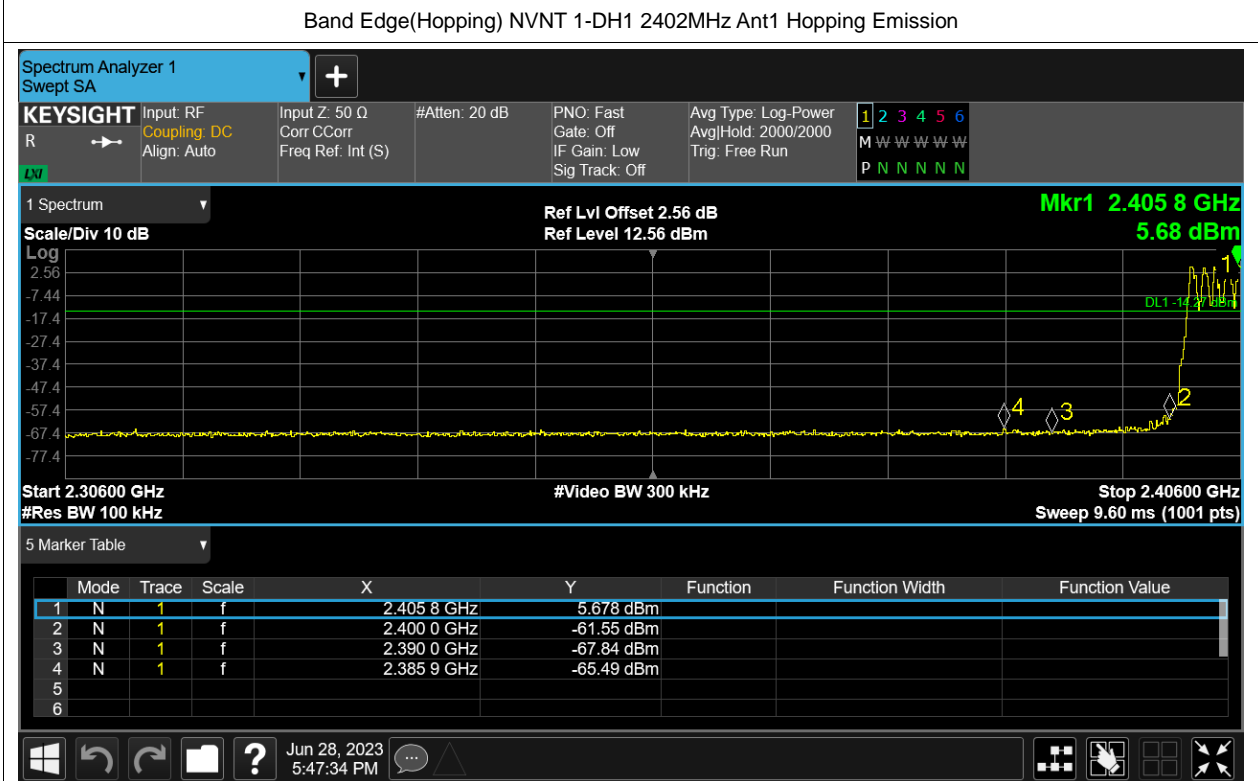 Band Edge(Hopping) NVNT 1-DH1 2402MHz Ant1 Hopping Emission
Spectrum Analyzer 1
Swept SA
+
KEYSIGHT
R
LXI
Input: RF
Coupling: DC
Align: Auto
Input Z: 50 Ω
Corr CCorr
Freq Ref: Int (S)
#Atten: 20 dB
PNO: Fast
Gate: Off
IF Gain: Low
Sig Track: Off
Avg Type: Log-Power
Avg|Hold: 2000/2000
Trig: Free Run
1 2 3 4 5 6
M W W W W W
P N N N N N
1 Spectrum
Scale/Div 10 dB
Ref Lvl Offset 2.56 dB
Ref Level 12.56 dBm
Mkr1 2.405 8 GHz
5.68 dBm
Log
2.56
-7.44
-17.4
-27.4
-37.4
-47.4
-57.4
-67.4
-77.4
1
DL1 -14.27 dBm
4
3
2
Start 2.30600 GHz
#Video BW 300 kHz
Stop 2.40600 GHz
#Res BW 100 kHz
Sweep 9.60 ms (1001 pts)
5 Marker Table
Mode Trace Scale X Y Function Function Width Function Value
1 N 1 f 2.405 8 GHz 5.678 dBm
2 N 1 f 2.400 0 GHz -61.55 dBm
3 N 1 f 2.390 0 GHz -67.84 dBm
4 N 1 f 2.385 9 GHz -65.49 dBm
5
6
?
Jun 28, 2023
5:47:34 PM